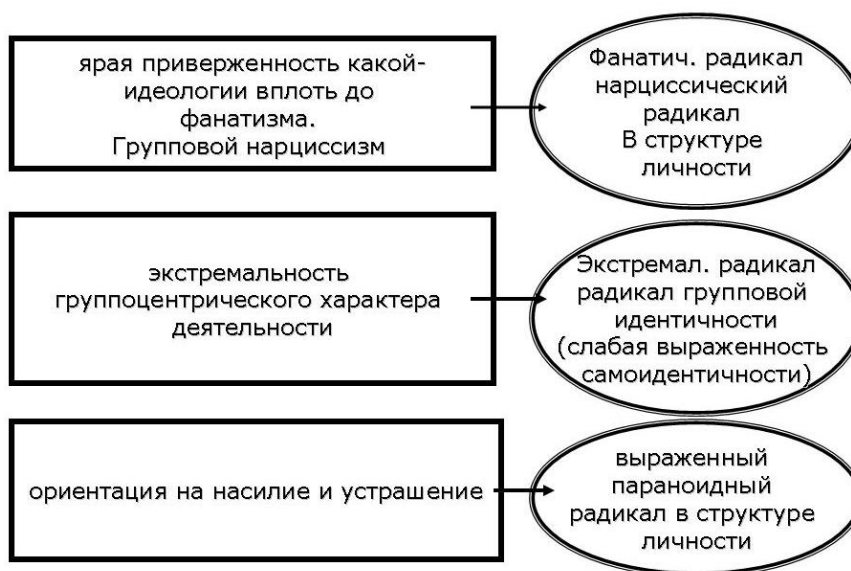 ярая приверженность какой-
идеологии вплоть до
фанатизма.
Групповой нарциссизм
Фанатич. радикал
нарциссический
радикал
В структуре
личности
экстремальность
группоцентрического характера
деятельности
Экстремал. радикал
радикал групповой
идентичности
(слабая выраженность
самоидентичности)
ориентация на насилие и устрашение
выраженный
параноидный
радикал в структуре
личности